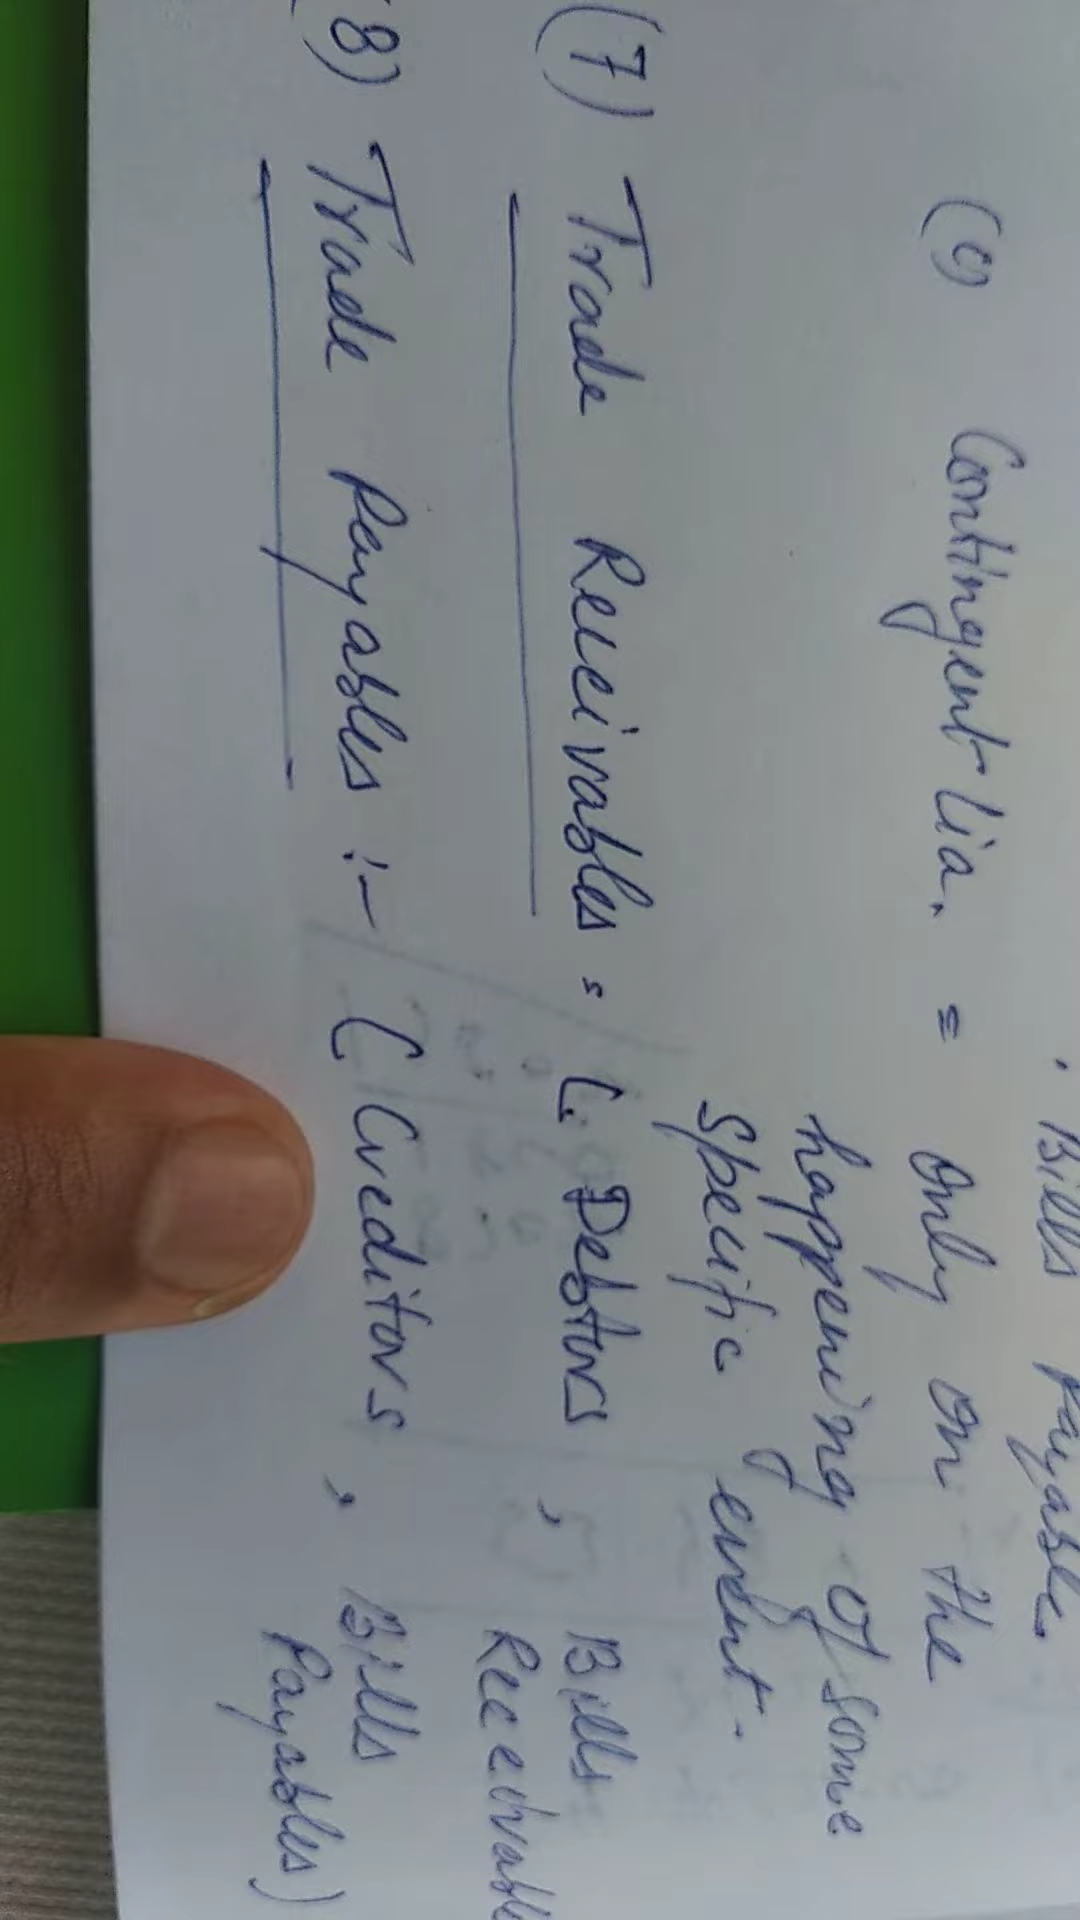 . Bills Payable.
(c) Contingent lia. = only on the
happening of some
specific event.
(7) Trade Receivables = ( Debtors , Bills
Receivable
(8) Trade Payables :- ( Creditors , Bills
Payables)